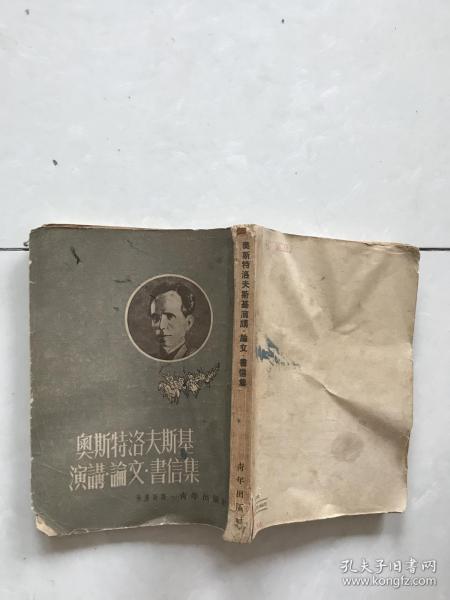 奧斯特洛夫斯基
演講·論文·書信集
青年出版社
奧斯特洛夫斯基演講·論文·書信集
青年出版社
孔夫子旧书网
www.kongfz.com